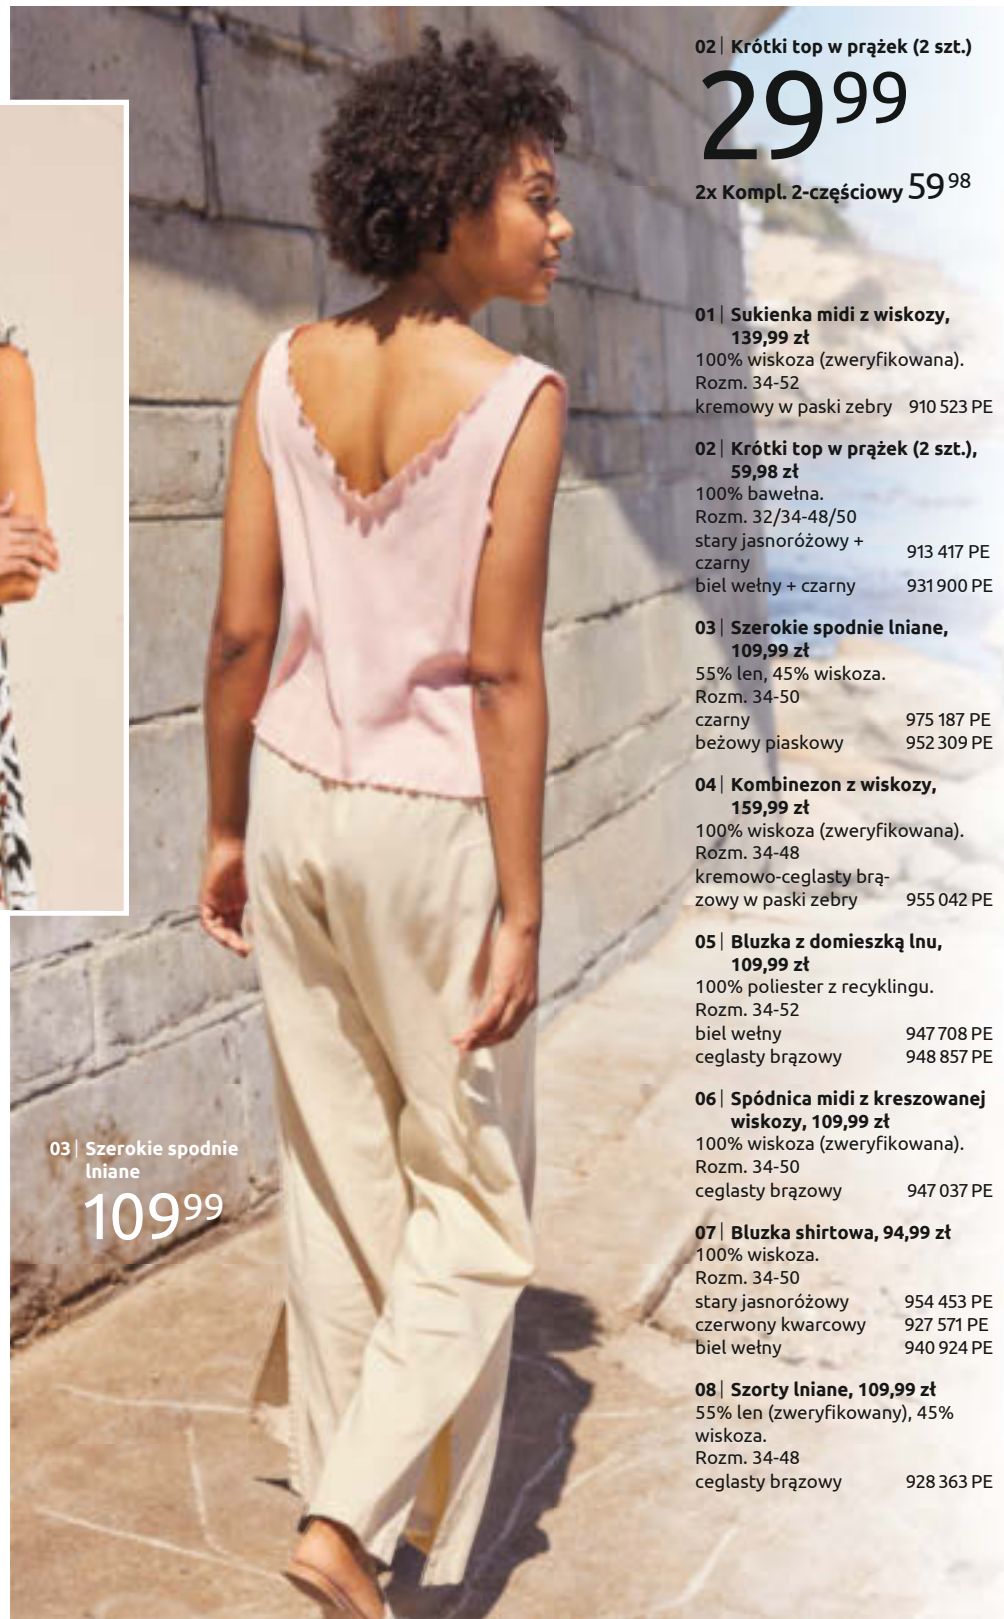 02| Krótki top w prążek (2 szt.)
29 99
2x Kompl. 2-częściowy 59 98
01| Sukienka midi z wiskozy,
139,99 zł
100% wiskoza (zweryfikowana).
Rozm. 34-52
kremowy w paski zebry 910 523 PE
02| Krótki top w prążek (2 szt.),
59,98 zł
100% bawełna.
Rozm. 32/34-48/50
stary jasnoróżowy +
czarny 913 417 PE
biel wełny + czarny 931 900 PE
03| Szerokie spodnie lniane,
109,99 zł
55% len, 45% wiskoza.
Rozm. 34-50
czarny 975 187 PE
beżowy piaskowy 952 309 PE
04| Kombinezon z wiskozy,
159,99 zł
100% wiskoza (zweryfikowana).
Rozm. 34-48
kremowo-ceglasty brą-
zowy w paski zebry 955 042 PE
05| Bluzka z domieszką lnu,
109,99 zł
100% poliester z recyklingu.
Rozm. 34-52
biel wełny 947 708 PE
ceglasty brązowy 948 857 PE
06| Spódnica midi z kreszowanej
wiskozy, 109,99 zł
100% wiskoza (zweryfikowana).
Rozm. 34-50
ceglasty brązowy 947 037 PE
07| Bluzka shirtowa, 94,99 zł
100% wiskoza.
Rozm. 34-50
stary jasnoróżowy 954 453 PE
czerwony kwarcowy 927 571 PE
biel wełny 940 924 PE
08| Szorty lniane, 109,99 zł
55% len (zweryfikowany), 45%
wiskoza.
Rozm. 34-48
ceglasty brązowy 928 363 PE
03| Szerokie spodnie
lniane
109 99